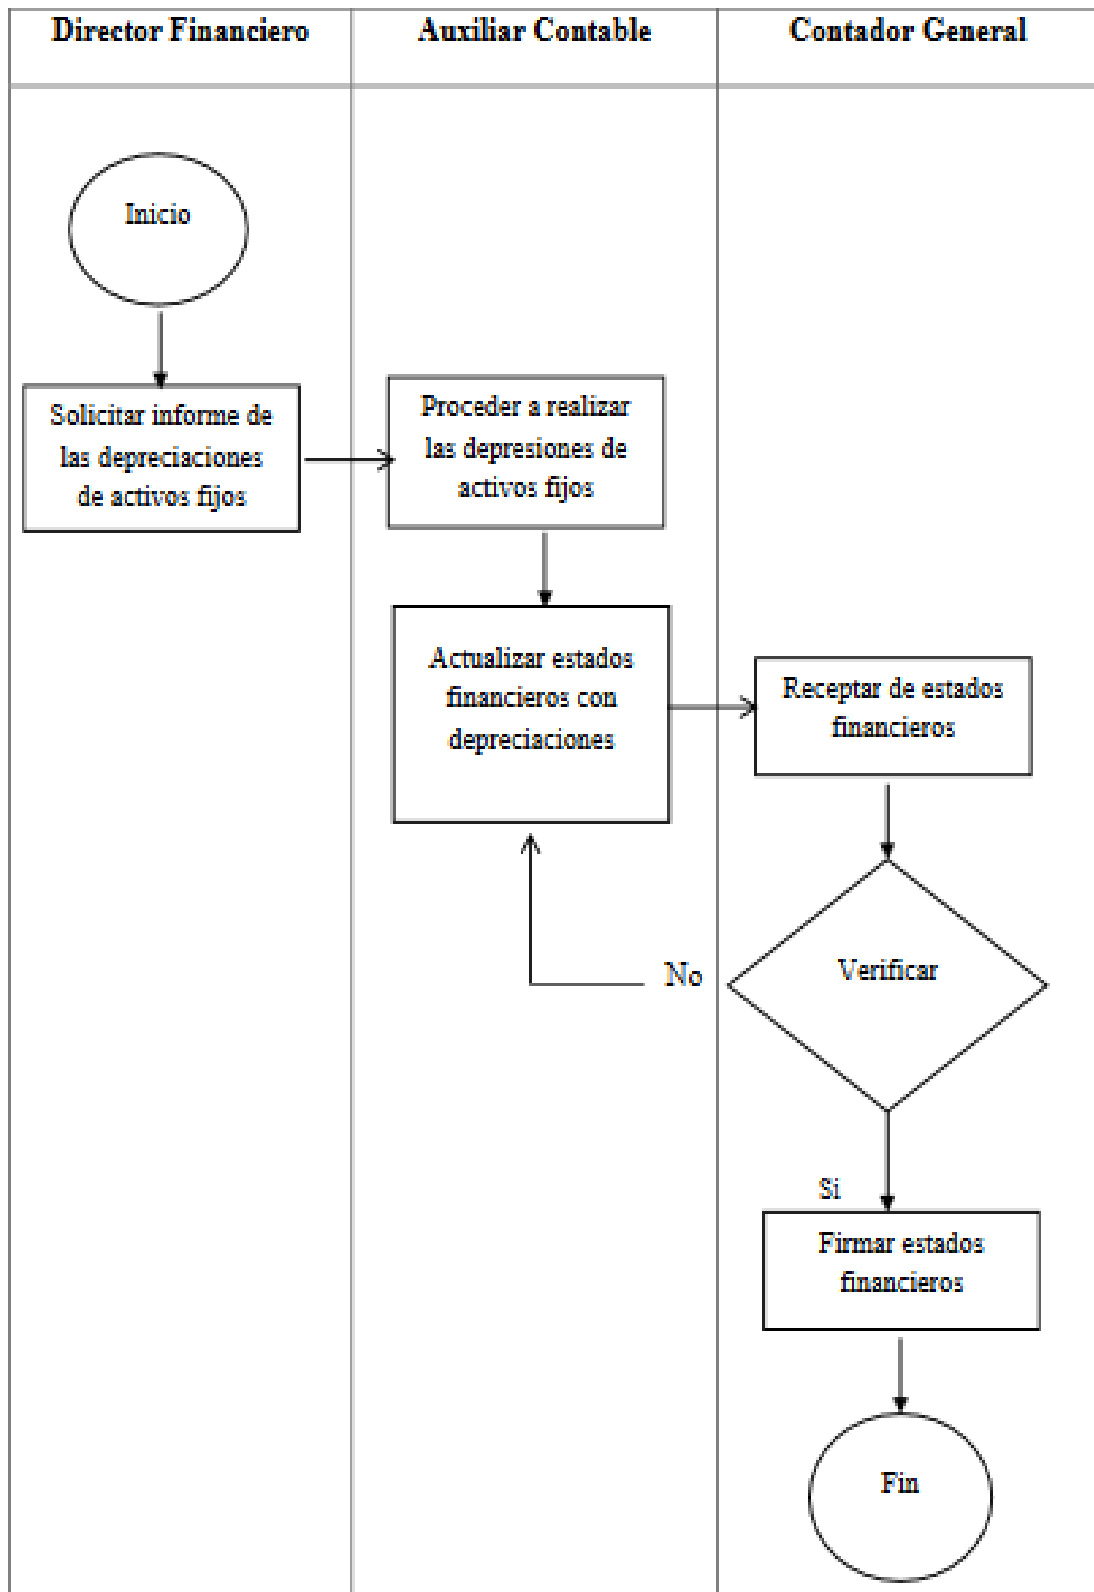 Director Financiero
Auxiliar Contable
Contador General
Inicio
Solicitar informe de
las depreciaciones
de activos fijos
Proceder a realizar
las depresiones de
activos fijos
Actualizar estados
financieros con
depreciaciones
Receptar de estados
financieros
Verificar
No
Si
Firmar estados
financieros
Fin